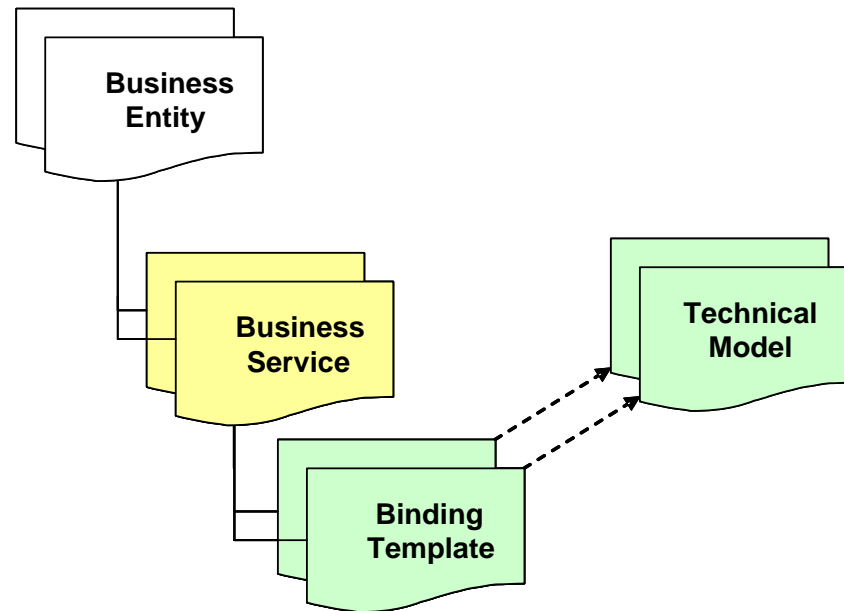 Business
Entity
Business
Service
Technical
Model
Binding
Template